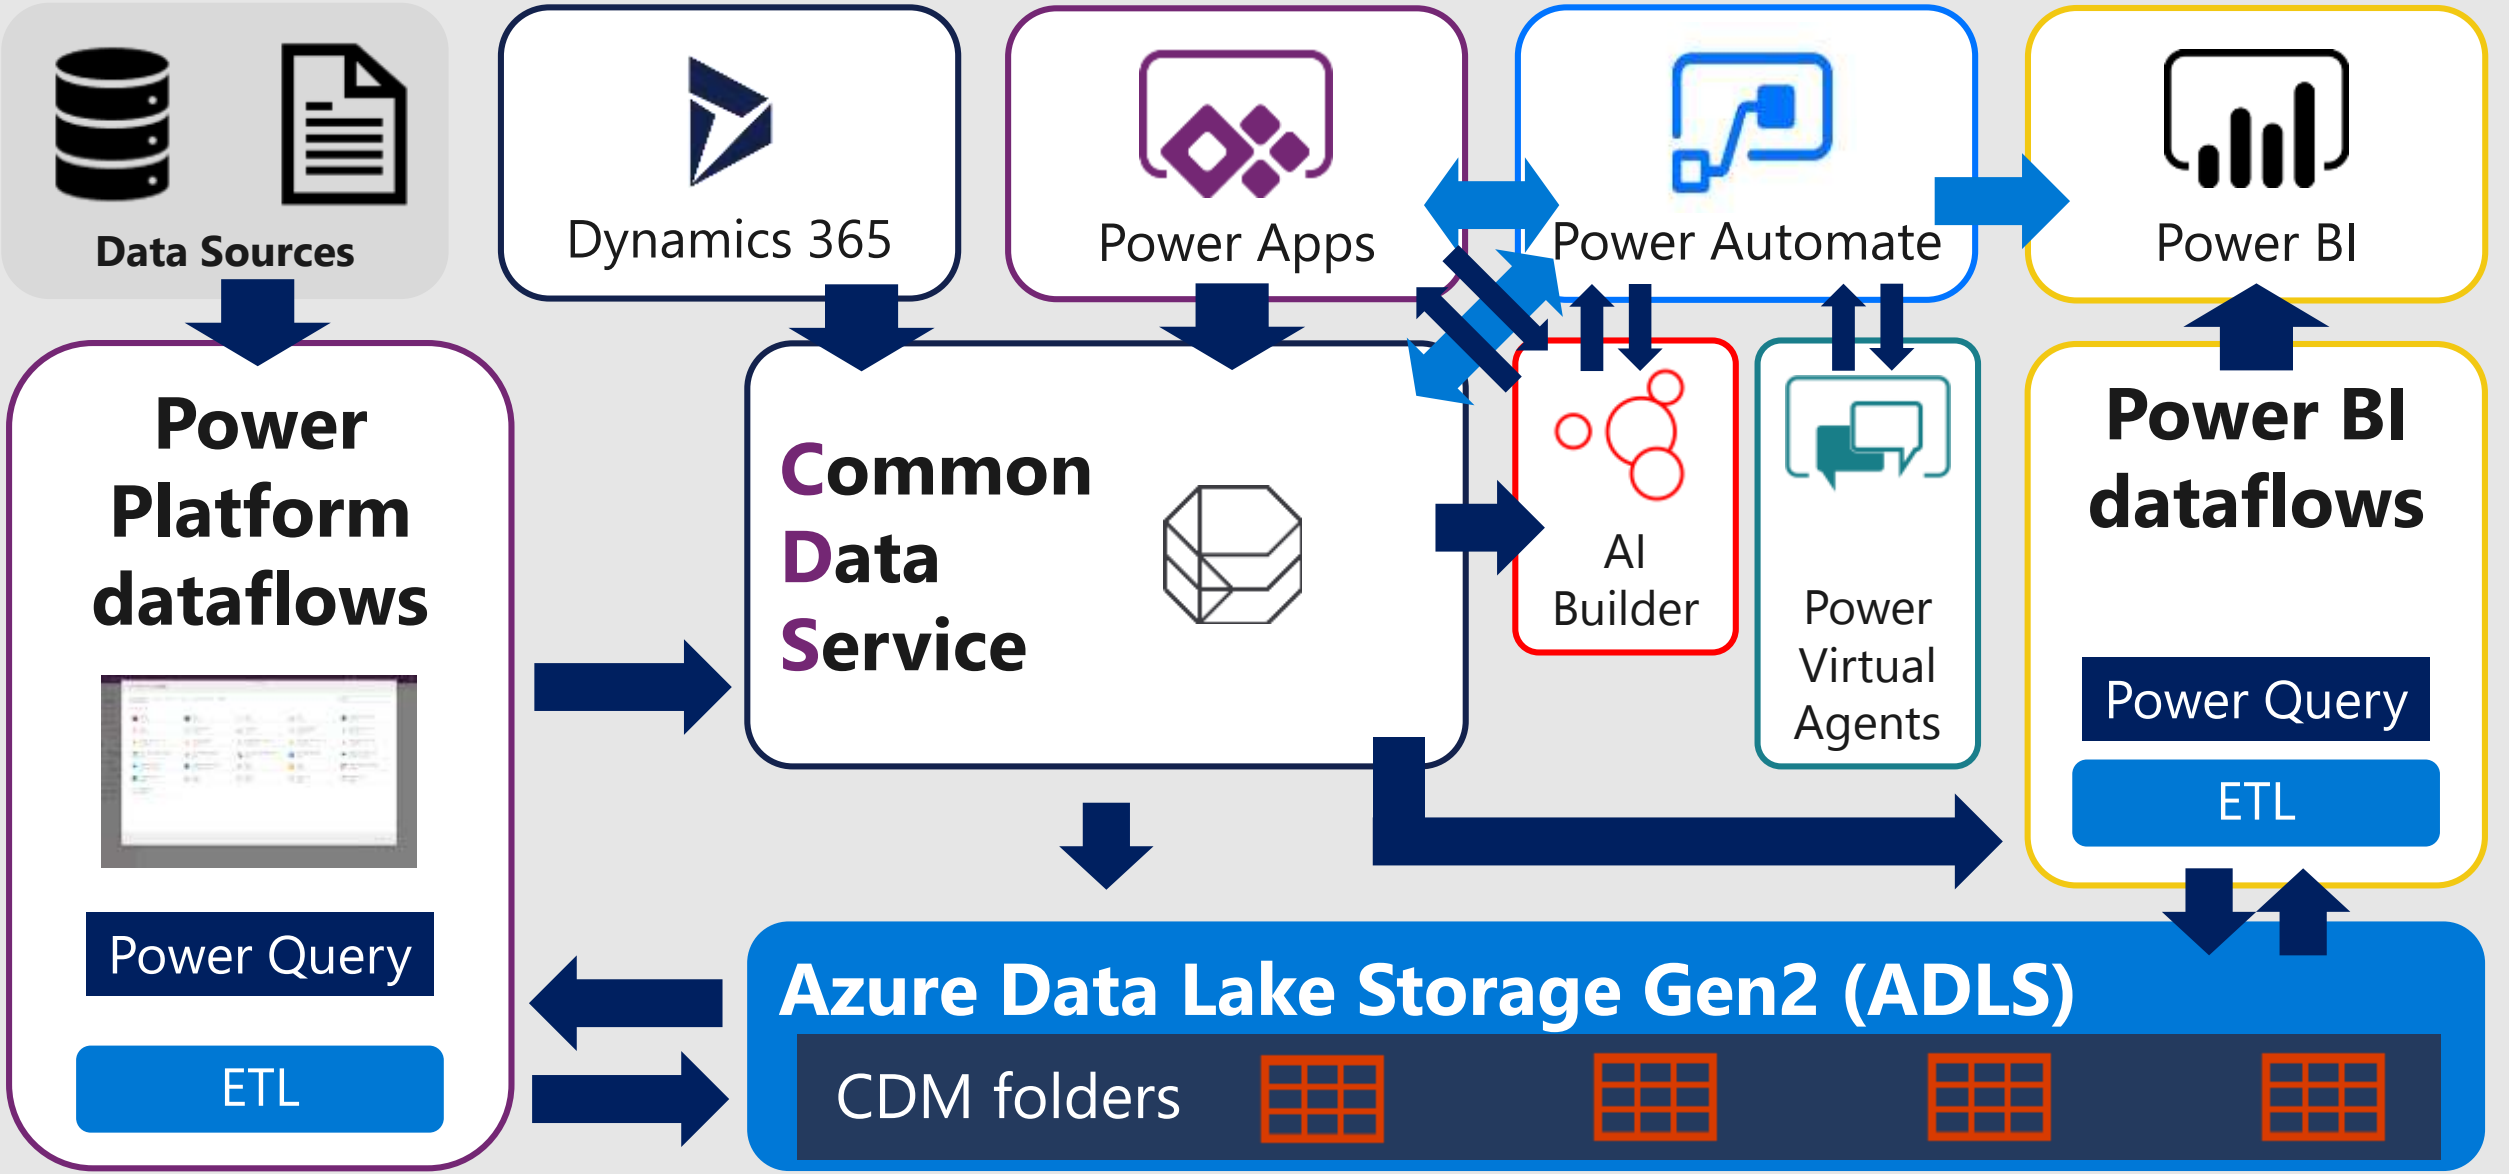 Data Sources
Dynamics 365
Power Apps
Power Automate
Power BI
Power
Platform
dataflows
Power Query
ETL
Common
Data
Service
AI
Builder
Power
Virtual
Agents
Power BI
dataflows
Power Query
ETL
Azure Data Lake Storage Gen2 (ADLS)
CDM folders